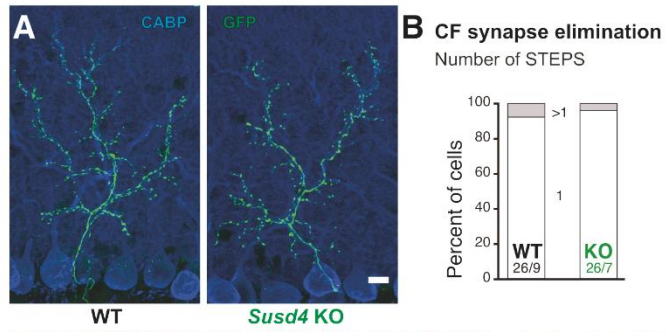 A
CABP
GFP
WT
Susd4 KO
B CF synapse elimination
Number of STEPS
Percent of cells
100
80
60
40
20
0
>1
1
WT
26/9
KO
26/7